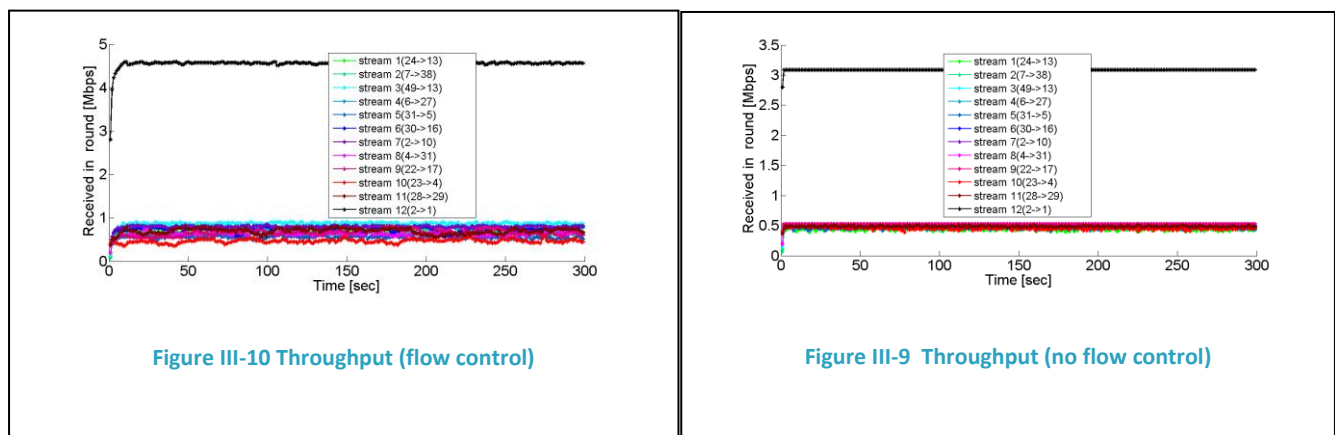 5
4
3
2
1
0
Received in round [Mbps]
0
50
100
150
200
250
300
Time [sec]
stream 1(24->13)
stream 2(7->38)
stream 3(49->13)
stream 4(6->27)
stream 5(31->5)
stream 6(30->16)
stream 7(2->10)
stream 8(4->31)
stream 9(22->17)
stream 10(23->4)
stream 11(28->29)
stream 12(2->1)
Figure III-10 Throughput (flow control)
3.5
3
2.5
2
1.5
1
0.5
0
Received in round [Mbps]
0
50
100
150
200
250
300
Time [sec]
stream 1(24->13)
stream 2(7->38)
stream 3(49->13)
stream 4(6->27)
stream 5(31->5)
stream 6(30->16)
stream 7(2->10)
stream 8(4->31)
stream 9(22->17)
stream 10(23->4)
stream 11(28->29)
stream 12(2->1)
Figure III-9 Throughput (no flow control)